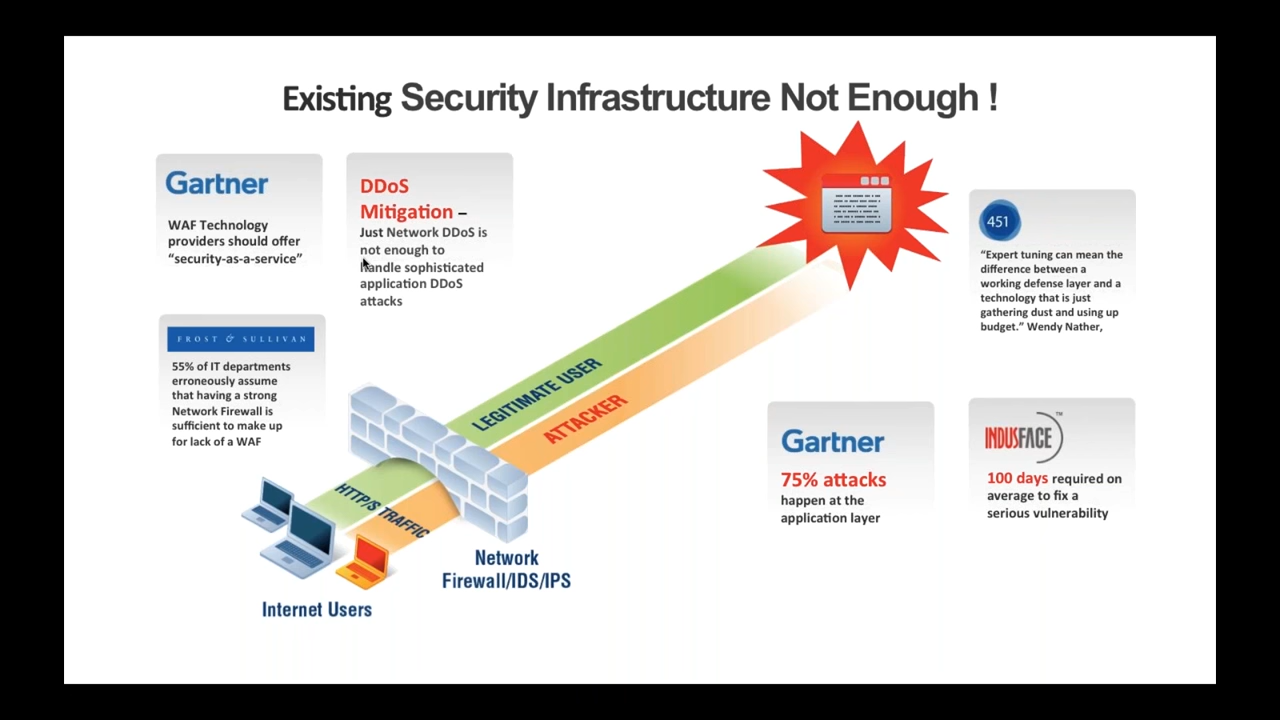 Existing Security Infrastructure Not Enough !
Gartner
WAF Technology
providers should offer
“security-as-a-service”
DDoS
Mitigation –
Just Network DDoS is
not enough to
handle sophisticated
application DDoS
attacks
451
“Expert tuning can mean the
difference between a
working defense layer and a
technology that is just
gathering dust and using up
budget.” Wendy Nather,
FROST & SULLIVAN
55% of IT departments
erroneously assume
that having a strong
Network Firewall is
sufficient to make up
for lack of a WAF
LEGITIMATE USER
ATTACKER
HTTP/S TRAFFIC
Gartner
75% attacks
happen at the
application layer
INDUSFACE™
100 days required on
average to fix a
serious vulnerability
Network
Firewall/IDS/IPS
Internet Users